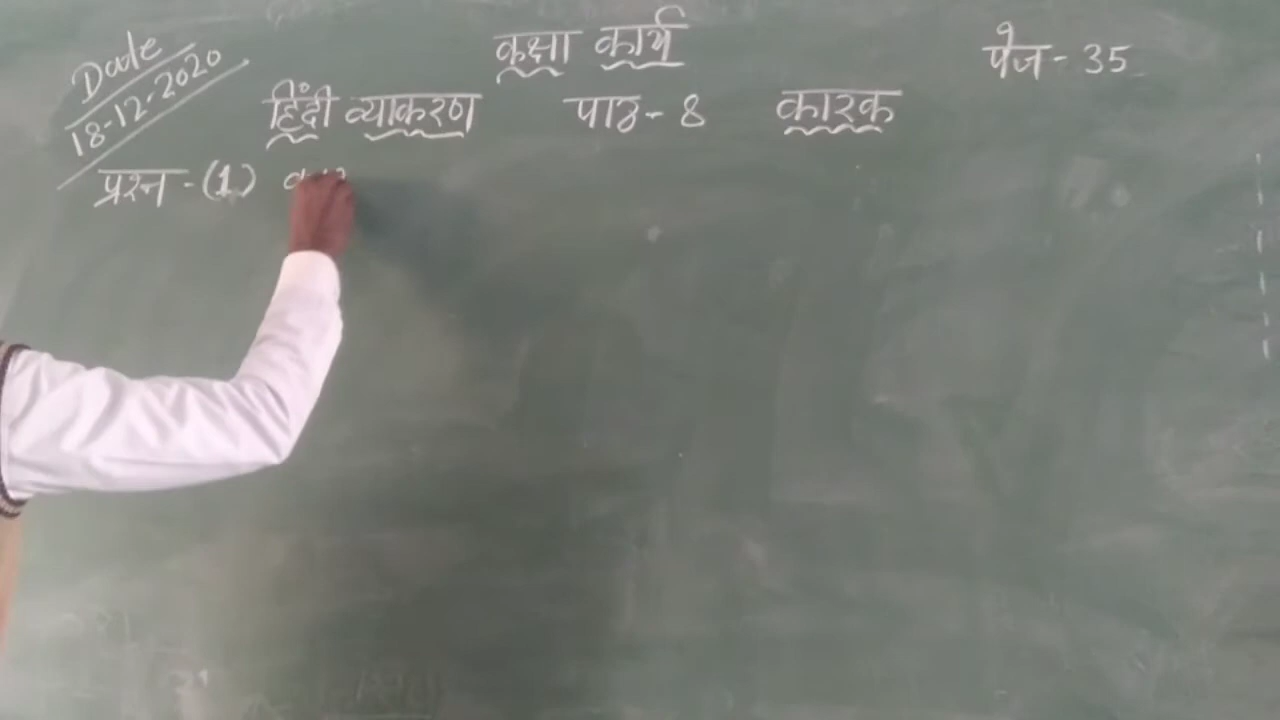 Date
18-12-2020
कक्षा कार्य
पेज - 35
हिंदी व्याकरण पाठ - 8 कारक
प्रश्न - (1)